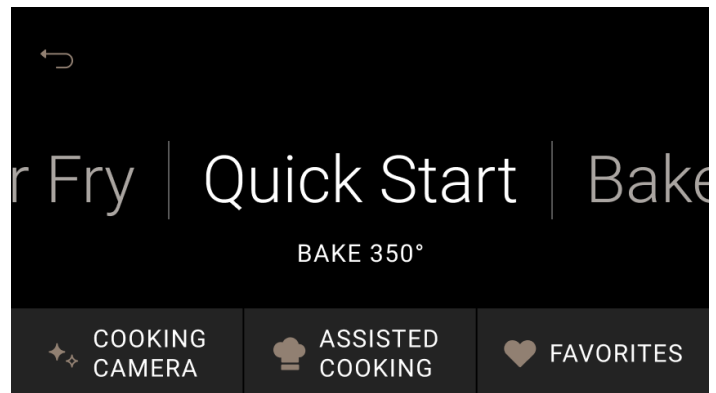 r Fry
Quick Start
Bake
BAKE 350°
COOKING
CAMERA
ASSISTED
COOKING
FAVORITES